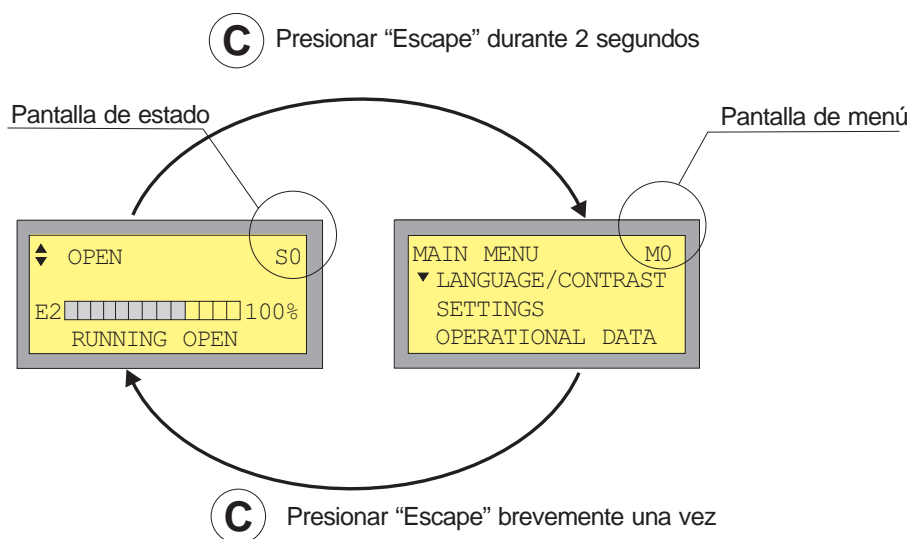 C Presionar “Escape” durante 2 segundos
Pantalla de estado
Pantalla de menú
OPEN S0
E2 100%
RUNNING OPEN
MAIN MENU M0
LANGUAGE/CONTRAST
SETTINGS
OPERATIONAL DATA
C Presionar “Escape” brevemente una vez